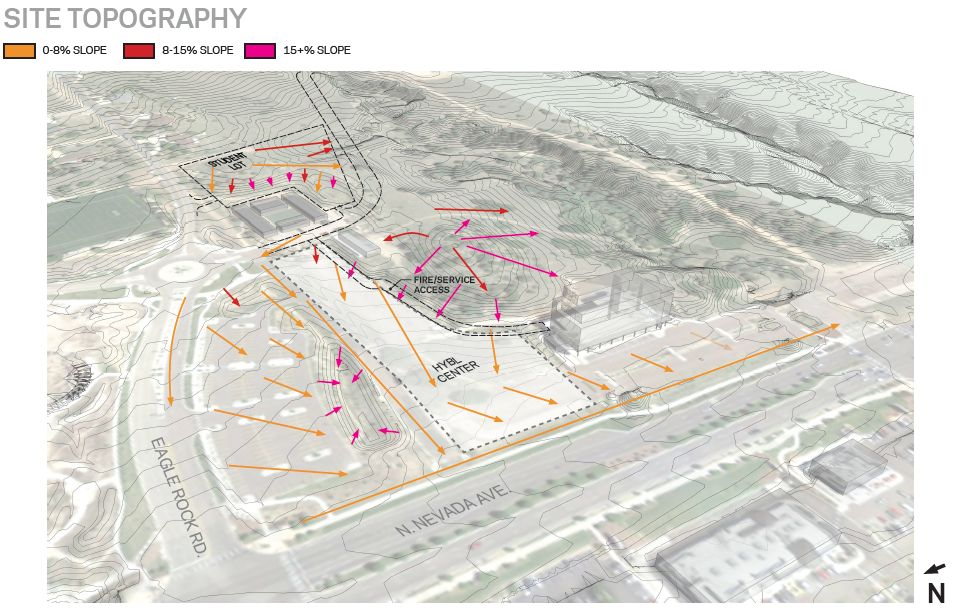 SITE TOPOGRAPHY
0-8% SLOPE
8-15% SLOPE
15+% SLOPE
STUDENT
LOT
FIRE/SERVICE
ACCESS
HYBL
CENTER
EAGLE ROCK RD.
N. NEVADA AVE.
N